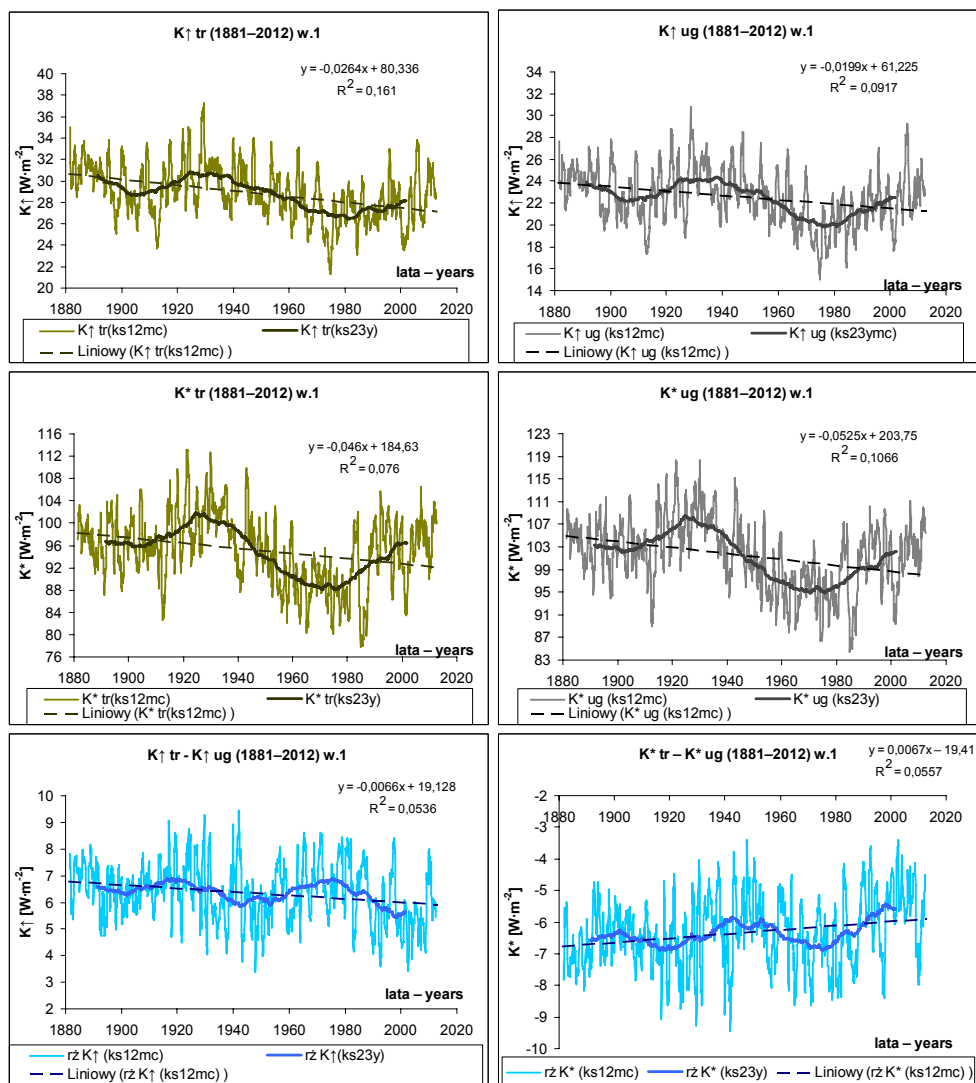 K↑ tr (1881–2012) w.1
y = -0,0264x + 80,336
R² = 0,161
K↑ [W·m⁻²]
40
38
36
34
32
30
28
26
24
22
20
1880 1900 1920 1940 1960 1980 2000 2020
lata – years
K↑ tr(ks12mc)
K↑ tr(ks23y)
Liniowy (K↑ tr(ks12mc) )
K↑ ug (1881–2012) w.1
y = -0,0199x + 61,225
R² = 0,0917
K↑ [W·m⁻²]
34
32
30
28
26
24
22
20
18
16
14
1880 1900 1920 1940 1960 1980 2000 2020
lata – years
K↑ ug (ks12mc)
K↑ ug (ks23ymc)
Liniowy (K↑ ug (ks12mc) )
K* tr (1881–2012) w.1
y = -0,046x + 184,63
R² = 0,076
K* [W·m⁻²]
116
112
108
104
100
96
92
88
84
80
76
1880 1900 1920 1940 1960 1980 2000 2020
lata – years
K* tr(ks12mc)
K* tr(ks23y)
Liniowy (K* tr(ks12mc) )
K* ug (1881–2012) w.1
y = -0,0525x + 203,75
R² = 0,1066
K* [W·m⁻²]
123
119
115
111
107
103
99
95
91
87
83
1880 1900 1920 1940 1960 1980 2000 2020
lata – years
K* ug (ks12mc)
K* ug (ks23y)
Liniowy (K* ug (ks12mc) )
K↑ tr - K↑ ug (1881–2012) w.1
y = -0,0066x + 19,128
R² = 0,0536
K↑ [W·m⁻²]
10
9
8
7
6
5
4
3
2
1880 1900 1920 1940 1960 1980 2000 2020
lata – years
rż K↑ (ks12mc)
rż K↑(ks23y)
Liniowy (rż K↑ (ks12mc) )
K* tr – K* ug (1881–2012) w.1
y = 0,0067x – 19,41
R² = 0,0557
K* [W·m⁻²]
-2
1880 1900 1920 1940 1960 1980 2000 2020
-3
-4
-5
-6
-7
-8
-9
-10
lata – years
rż K* (ks12mc)
rż K* (ks23y)
Liniowy (rż K* (ks12mc) )